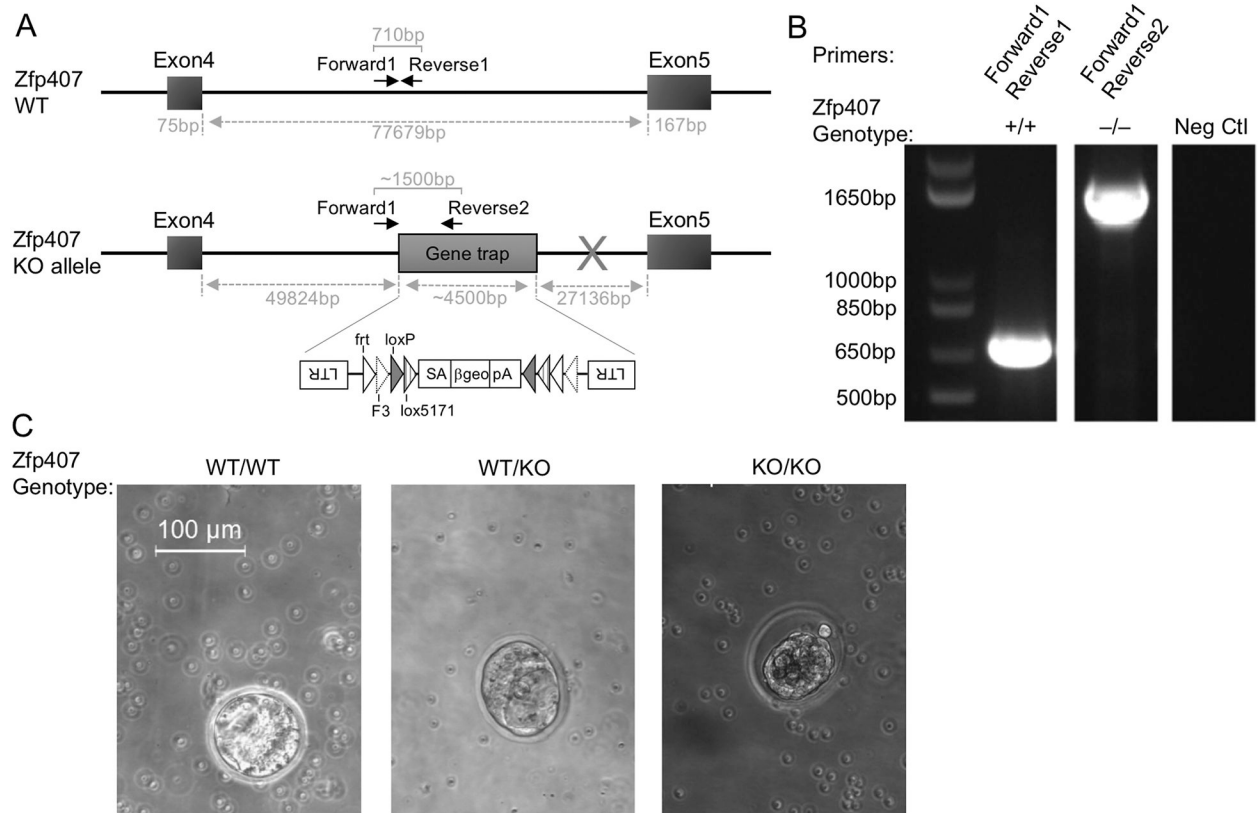 A
710bp
Exon4
Forward1
Reverse1
Exon5
Zfp407
WT
75bp
77679bp
167bp
~1500bp
Exon4
Forward1
Reverse2
Exon5
Zfp407
KO allele
Gene trap
X
49824bp
~4500bp
27136bp
frt
loxP
LTR
SA
βgeo
pA
LTR
F3
lox5171
B
Primers:
Forward1
Reverse1
Forward1
Reverse2
Zfp407
Genotype:
+/+
–/–
Neg Ctl
1650bp
1000bp
850bp
650bp
500bp
C
Zfp407
Genotype:
WT/WT
WT/KO
KO/KO
100 µm